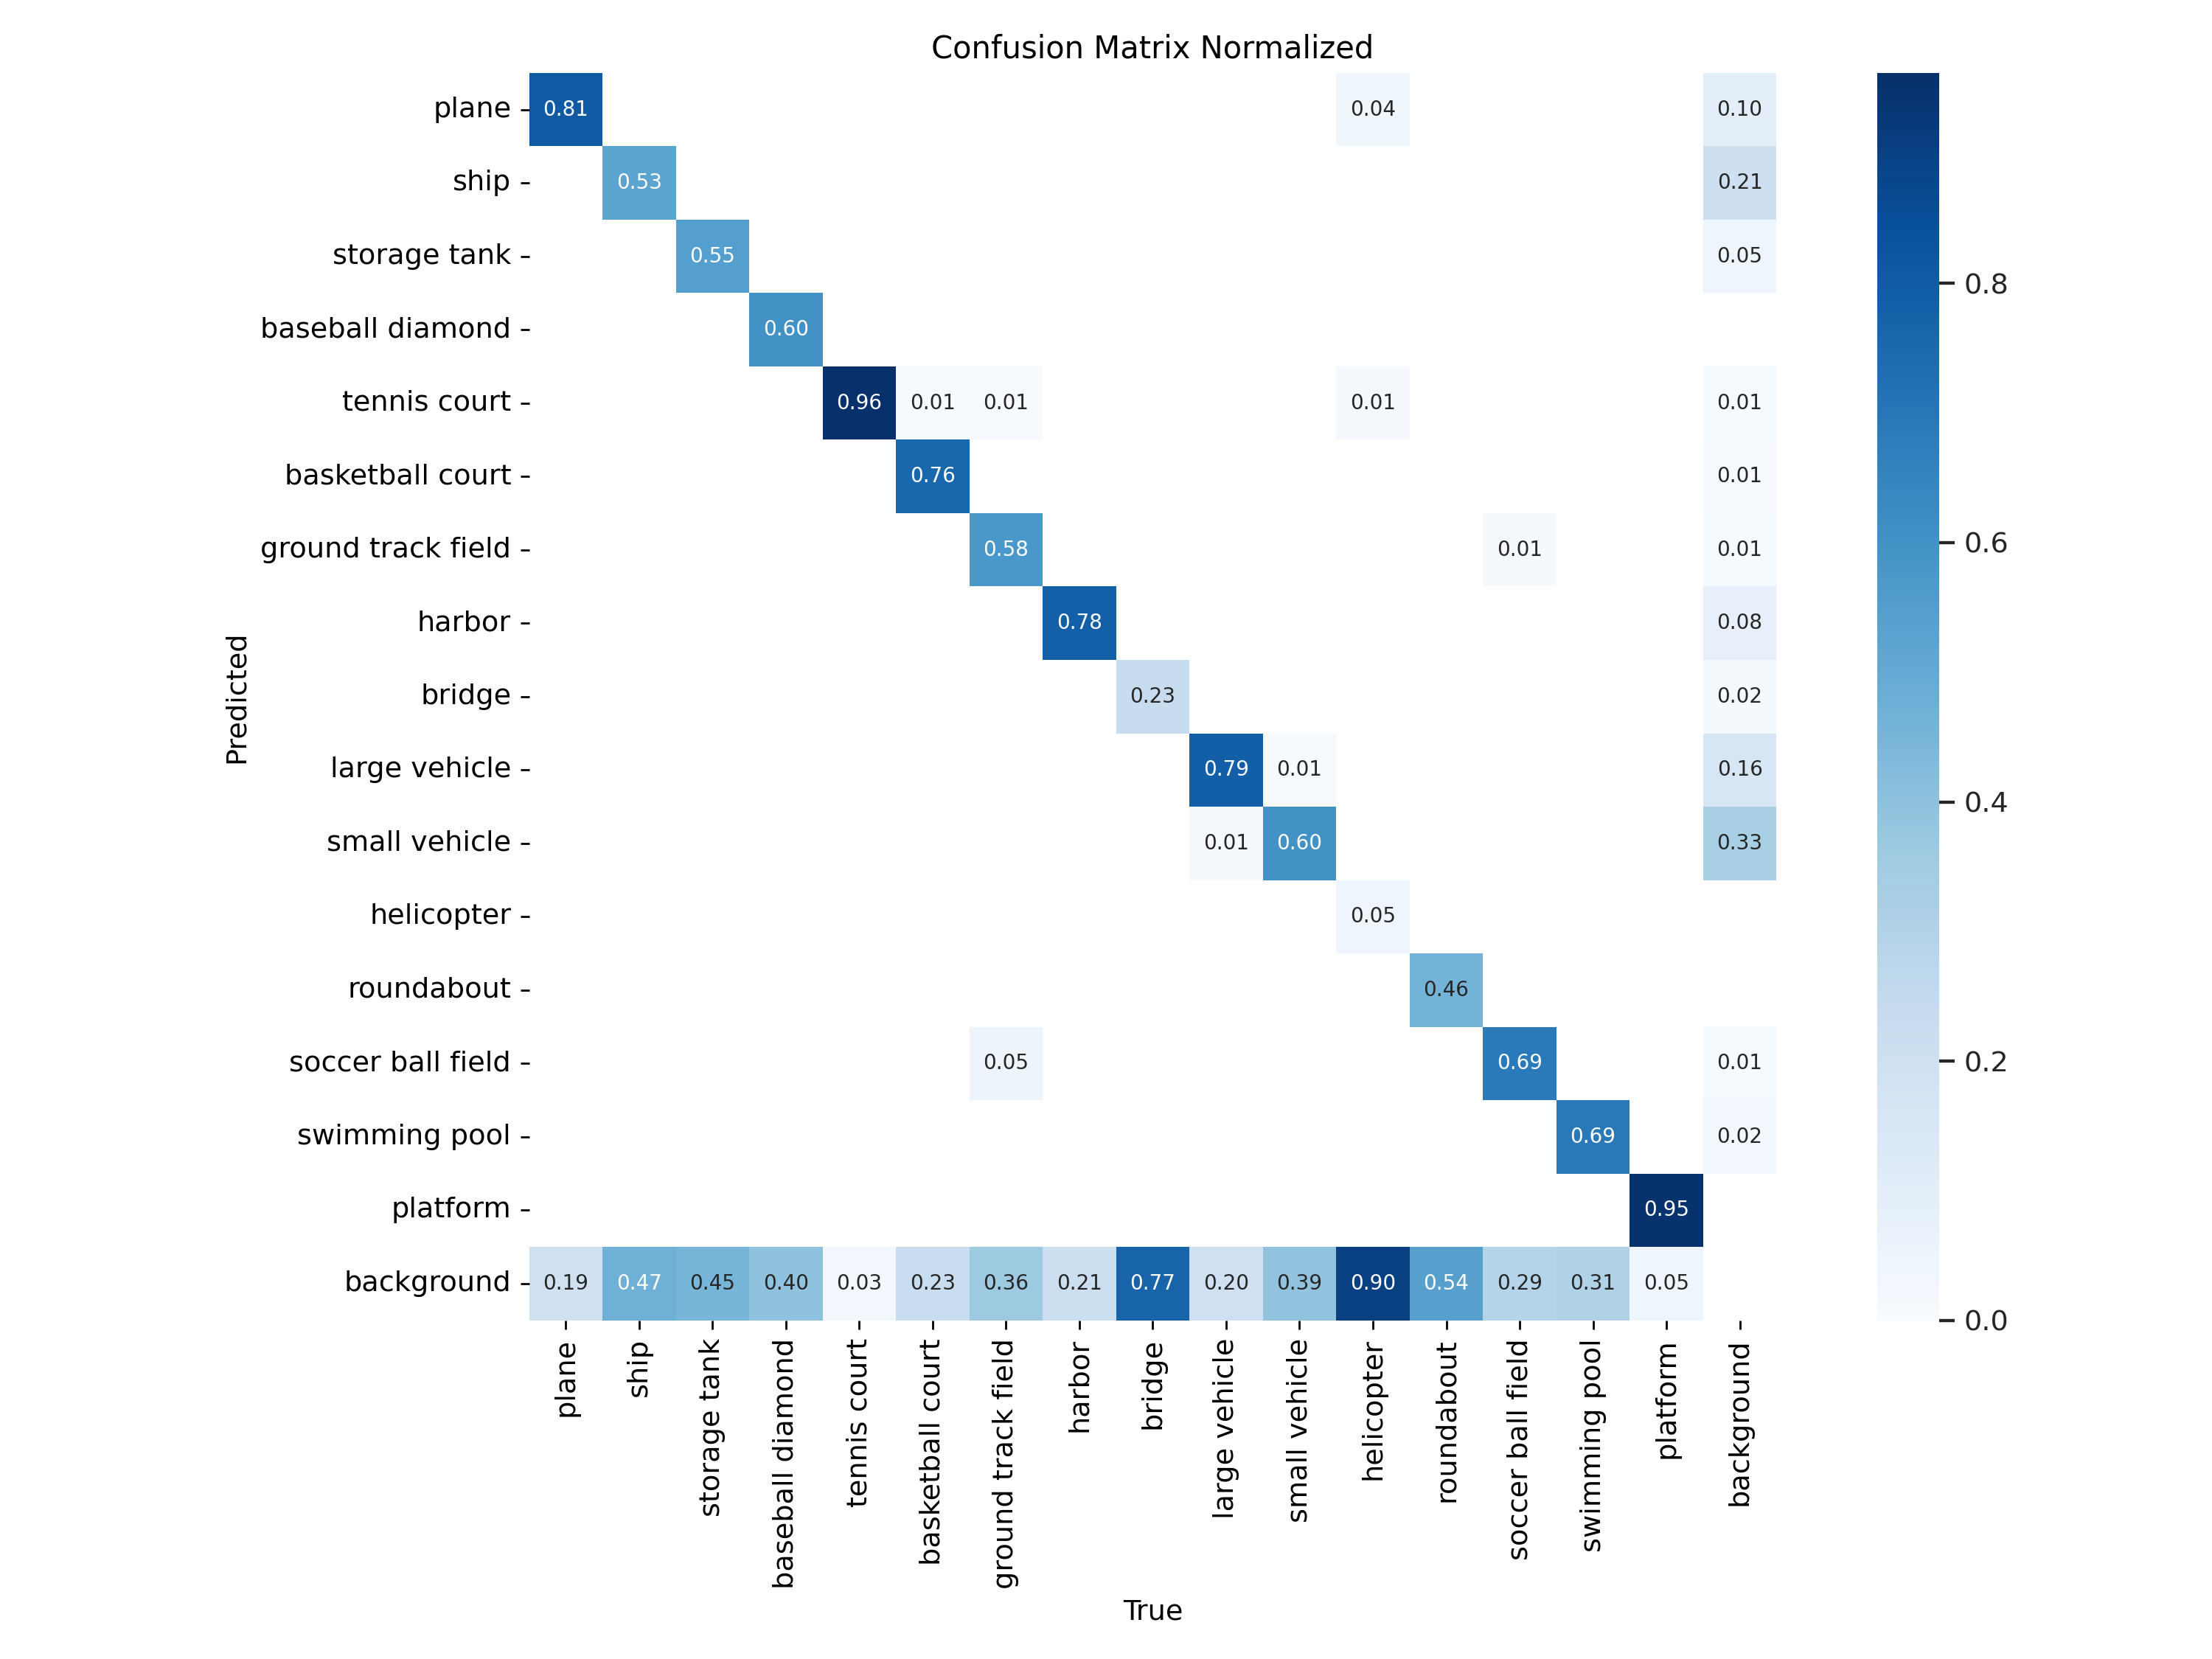 Confusion Matrix Normalized
plane 0.81 0.04 0.10
ship 0.53 0.21
storage tank 0.55 0.05
baseball diamond 0.60
tennis court 0.96 0.01 0.01 0.01 0.01
basketball court 0.76 0.01
ground track field 0.58 0.01 0.01
harbor 0.78 0.08
bridge 0.23 0.02
large vehicle 0.79 0.01 0.16
small vehicle 0.01 0.60 0.33
helicopter 0.05
roundabout 0.46
soccer ball field 0.05 0.69 0.01
swimming pool 0.69 0.02
platform 0.95
background 0.19 0.47 0.45 0.40 0.03 0.23 0.36 0.21 0.77 0.20 0.39 0.90 0.54 0.29 0.31 0.05
Predicted
plane
ship
storage tank
baseball diamond
tennis court
basketball court
ground track field
harbor
bridge
large vehicle
small vehicle
helicopter
roundabout
soccer ball field
swimming pool
platform
background
True
0.8
0.6
0.4
0.2
0.0